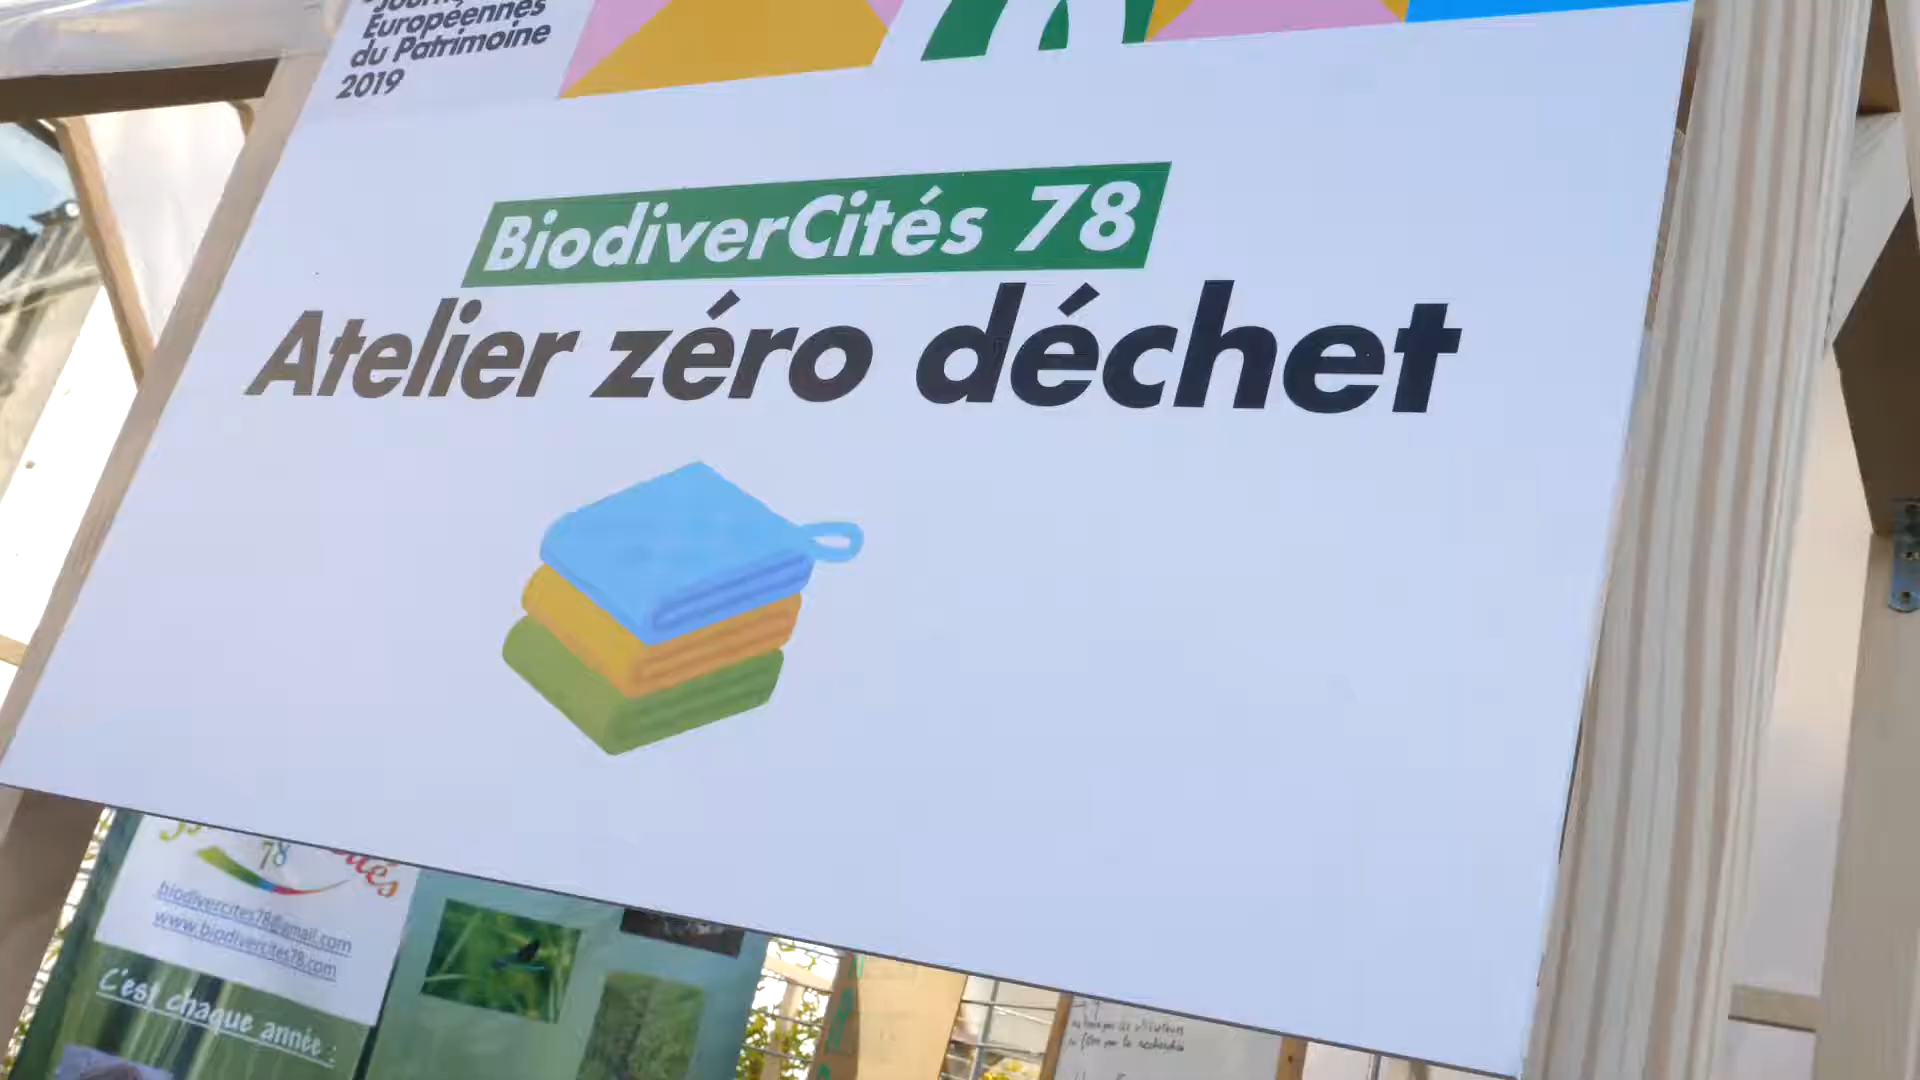 Journées
Européennes
du Patrimoine
2019
BiodiverCités 78
Atelier zéro déchet
78
biodivercites78@gmail.com
www.biodivercites78.com
C'est chaque année :